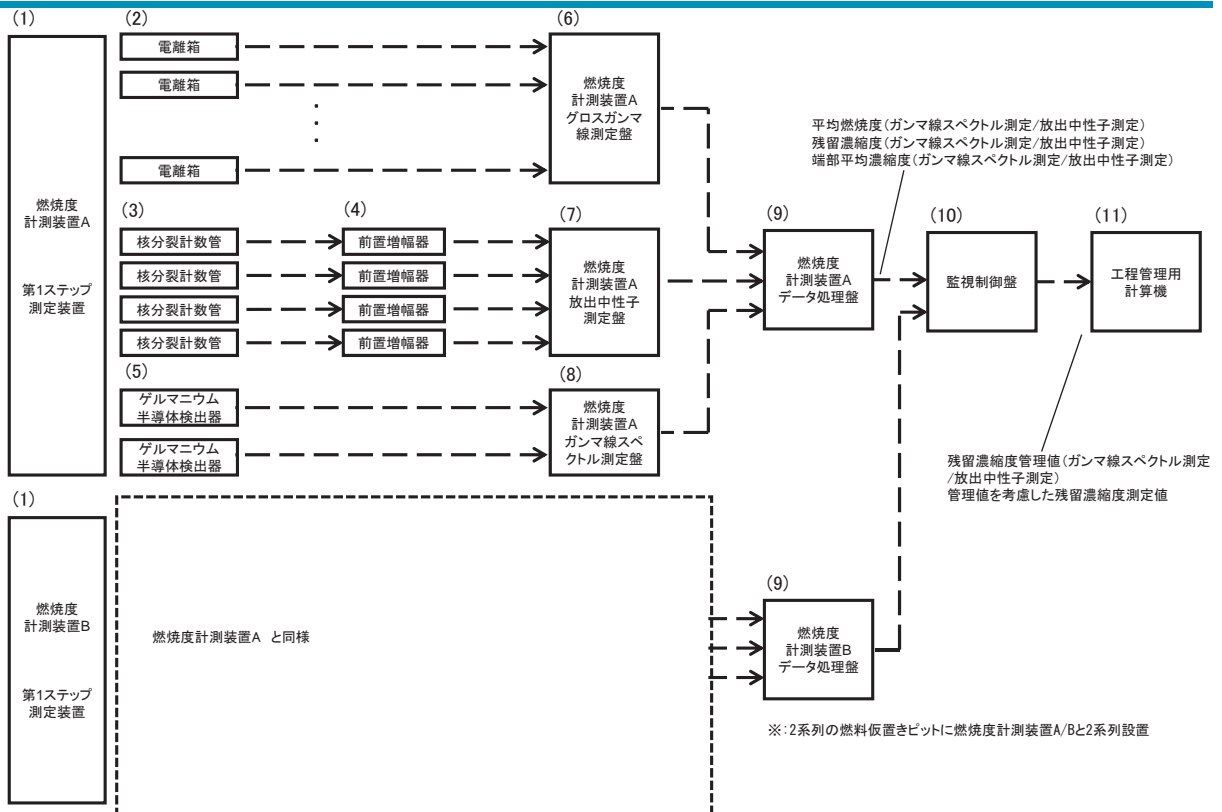 (1)
燃焼度
計測装置A
第1ステップ
測定装置
(2)
電離箱
電離箱
・
・
・
電離箱
(3)
核分裂計数管
核分裂計数管
核分裂計数管
核分裂計数管
(4)
前置増幅器
前置増幅器
前置増幅器
前置増幅器
(5)
ゲルマニウム
半導体検出器
ゲルマニウム
半導体検出器
(6)
燃焼度
計測装置A
グロスガンマ
線測定盤
(7)
燃焼度
計測装置A
放出中性子
測定盤
(8)
燃焼度
計測装置A
ガンマ線スペ
クトル測定盤
(9)
燃焼度
計測装置A
データ処理盤
平均燃焼度(ガンマ線スペクトル測定/放出中性子測定)
残留濃縮度(ガンマ線スペクトル測定/放出中性子測定)
端部平均濃縮度(ガンマ線スペクトル測定/放出中性子測定)
(10)
監視制御盤
(11)
工程管理用
計算機
残留濃縮度管理値(ガンマ線スペクトル測定
/放出中性子測定)
管理値を考慮した残留濃縮度測定値
(1)
燃焼度
計測装置B
第1ステップ
測定装置
燃焼度計測装置A と同様
(9)
燃焼度
計測装置B
データ処理盤
※:2系列の燃料仮置きピットに燃焼度計測装置A/Bと2系列設置